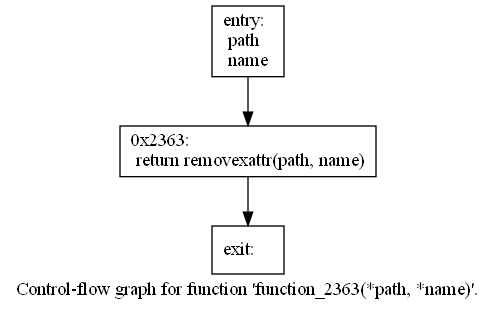 entry:
path
name
0x2363:
return removexattr(path, name)
exit:
Control-flow graph for function 'function_2363(*path, *name)'.